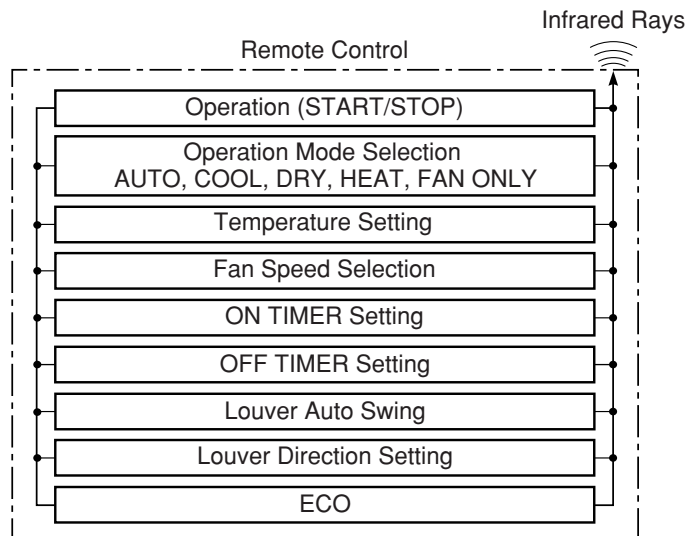 Infrared Rays
Remote Control
Operation (START/STOP)
Operation Mode Selection
AUTO, COOL, DRY, HEAT, FAN ONLY
Temperature Setting
Fan Speed Selection
ON TIMER Setting
OFF TIMER Setting
Louver Auto Swing
Louver Direction Setting
ECO